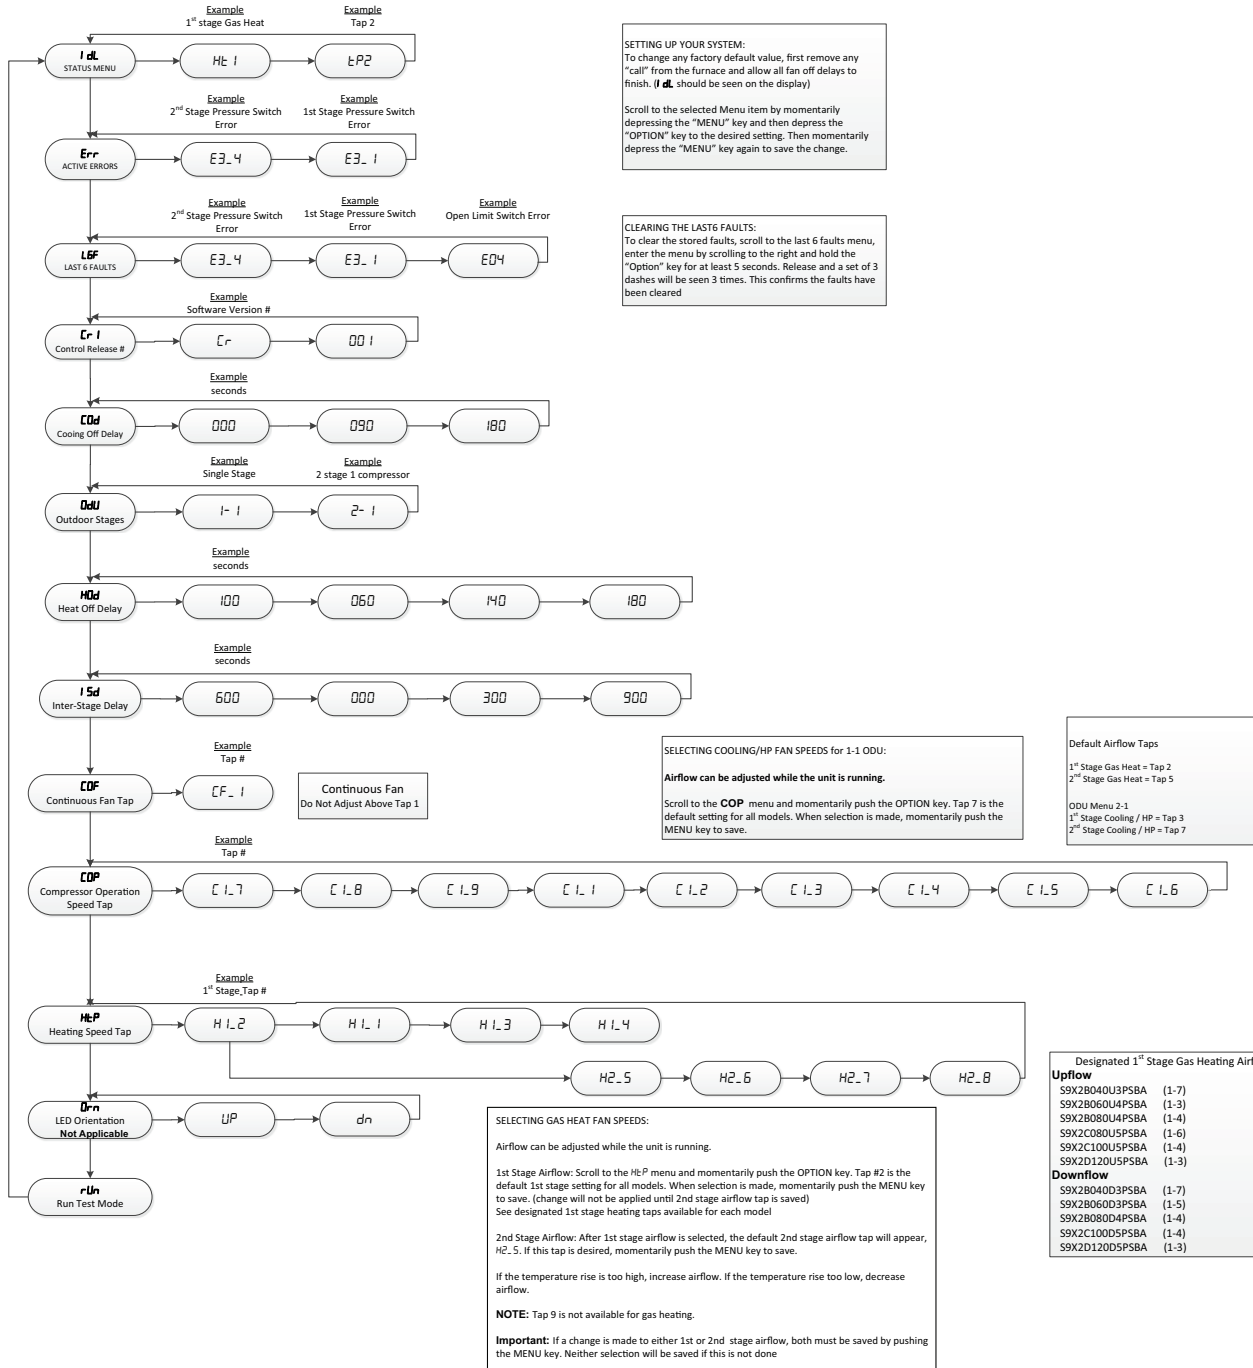 Example
1st stage Gas Heat
Example
Tap 2
IdL
STATUS MENU
Ht1
tP2
Example
2nd Stage Pressure Switch
Error
Example
1st Stage Pressure Switch
Error
Err
ACTIVE ERRORS
E3_4
E3_1
Example
2nd Stage Pressure Switch
Error
Example
1st Stage Pressure Switch
Error
Example
Open Limit Switch Error
L6F
LAST 6 FAULTS
E3_4
E3_1
E04
Example
Software Version #
Cr1
Control Release #
Cr
001
Example
seconds
C0d
Cooing Off Delay
000
090
180
Example
Single Stage
Example
2 stage 1 compressor
OdU
Outdoor Stages
1-1
2-1
Example
seconds
HOd
Heat Off Delay
100
060
140
180
Example
seconds
ISd
Inter-Stage Delay
600
000
300
900
Example
Tap #
COF
Continuous Fan Tap
CF_1
Continuous Fan
Do Not Adjust Above Tap 1
Example
Tap #
COP
Compressor Operation
Speed Tap
C1_7
C1_8
C1_9
C1_1
C1_2
C1_3
C1_4
C1_5
C1_6
Example
1st Stage Tap #
HtP
Heating Speed Tap
H1_2
H1_1
H1_3
H1_4
H2_5
H2_6
H2_7
H2_8
Orn
LED Orientation
Not Applicable
UP
dn
rUn
Run Test Mode
SETTING UP YOUR SYSTEM:
To change any factory default value, first remove any
"call" from the furnace and allow all fan off delays to
finish. (IdL should be seen on the display)
Scroll to the selected Menu item by momentarily
depressing the "MENU" key and then depress the
"OPTION" key to the desired setting. Then momentarily
depress the "MENU" key again to save the change.
CLEARING THE LAST6 FAULTS:
To clear the stored faults, scroll to the last 6 faults menu,
enter the menu by scrolling to the right and hold the
"Option" key for at least 5 seconds. Release and a set of 3
dashes will be seen 3 times. This confirms the faults have
been cleared
SELECTING COOLING/HP FAN SPEEDS for 1-1 ODU:
Airflow can be adjusted while the unit is running.
Scroll to the COP menu and momentarily push the OPTION key. Tap 7 is the
default setting for all models. When selection is made, momentarily push the
MENU key to save.
Default Airflow Taps
1st Stage Gas Heat = Tap 2
2nd Stage Gas Heat = Tap 5
ODU Menu 2-1
1st Stage Cooling / HP = Tap 3
2nd Stage Cooling / HP = Tap 7
SELECTING GAS HEAT FAN SPEEDS:
Airflow can be adjusted while the unit is running.
1st Stage Airflow: Scroll to the HtP menu and momentarily push the OPTION key. Tap #2 is the
default 1st stage setting for all models. When selection is made, momentarily push the MENU key
to save. (change will not be applied until 2nd stage airflow tap is saved)
See designated 1st stage heating taps available for each model
2nd Stage Airflow: After 1st stage airflow is selected, the default 2nd stage airflow tap will appear,
H2_5. If this tap is desired, momentarily push the MENU key to save.
If the temperature rise is too high, increase airflow. If the temperature rise too low, decrease
airflow.
NOTE: Tap 9 is not available for gas heating.
Important: If a change is made to either 1st or 2nd stage airflow, both must be saved by pushing
the MENU key. Neither selection will be saved if this is not done
Designated 1st Stage Gas Heating
Upflow
S9X2B040U3PSBA (1-7)
S9X2B060U4PSBA (1-3)
S9X2B080U4PSBA (1-4)
S9X2C080U5PSBA (1-6)
S9X2C100U5PSBA (1-4)
S9X2D120U5PSBA (1-3)
Downflow
S9X2B040D3PSBA (1-7)
S9X2B060D3PSBA (1-5)
S9X2B080D4PSBA (1-4)
S9X2C100D5PSBA (1-4)
S9X2D120D5PSBA (1-3)